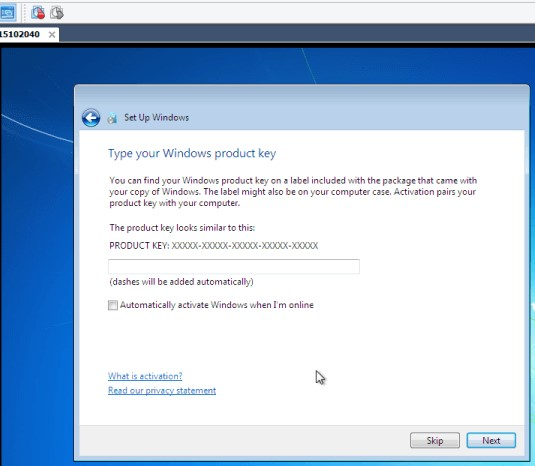 15102040
Set Up Windows
Type your Windows product key
You can find your Windows product key on a label included with the package that came with
your copy of Windows. The label might also be on your computer case. Activation pairs your
product key with your computer.
The product key looks similar to this:
PRODUCT KEY: XXXXX-XXXXX-XXXXX-XXXXX-XXXXX
(dashes will be added automatically)
Automatically activate Windows when I'm online
What is activation?
Read our privacy statement
Skip
Next